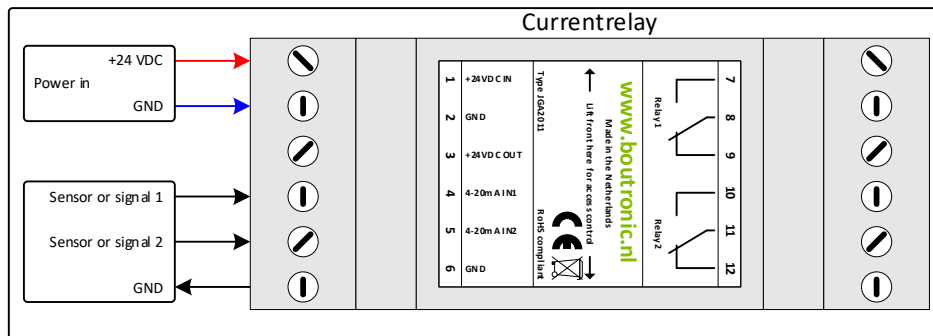 Currentrelay
+24 VDC
Power in
GND
Sensor or signal 1
Sensor or signal 2
GND
1 +24VDC IN
2 GND
3 +24VDC OUT
4 4-20mA IN1
5 4-20mA IN2
6 GND
Type JGA2011
RoHS compliant
Lift front here for access control
Made in the Netherlands
www.boutronic.nl
Relay1
Relay2
7
8
9
10
11
12